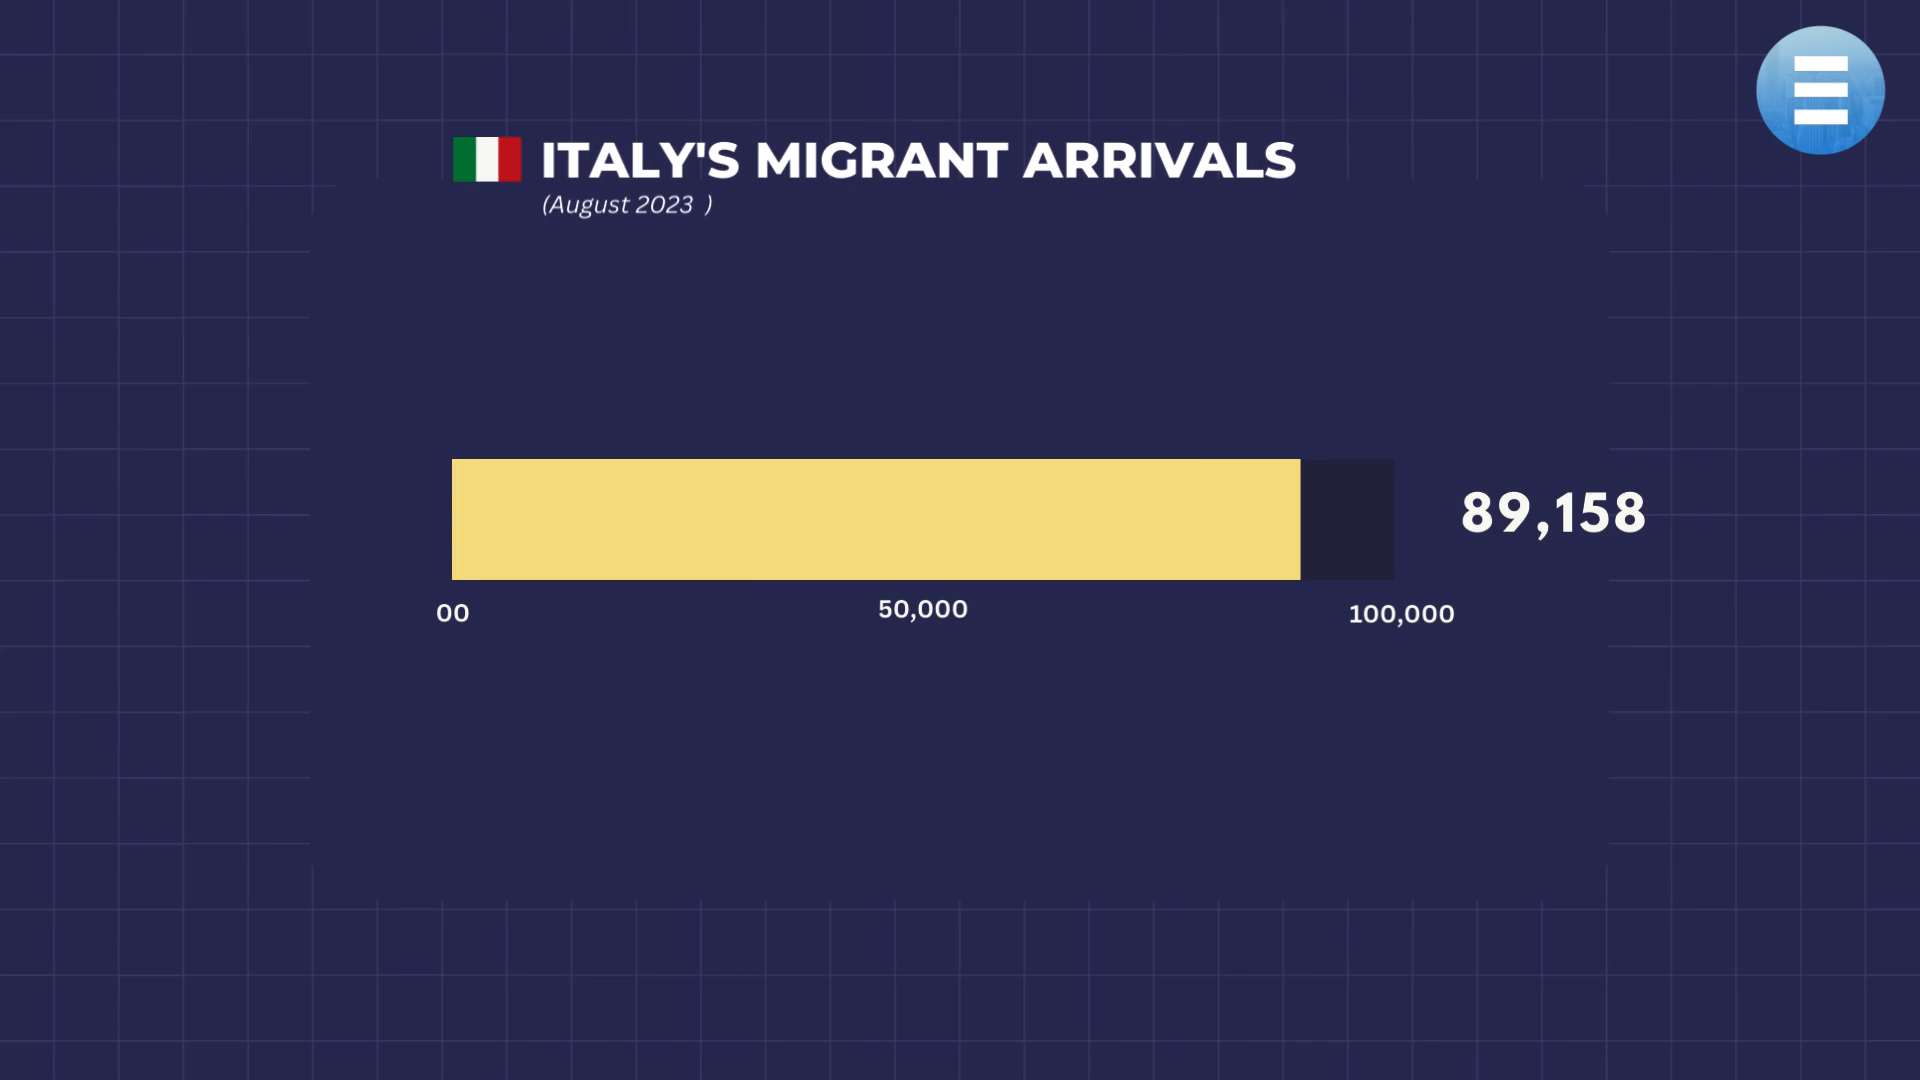 ITALY'S MIGRANT ARRIVALS
(August 2023 )
89,158
00
50,000
100,000